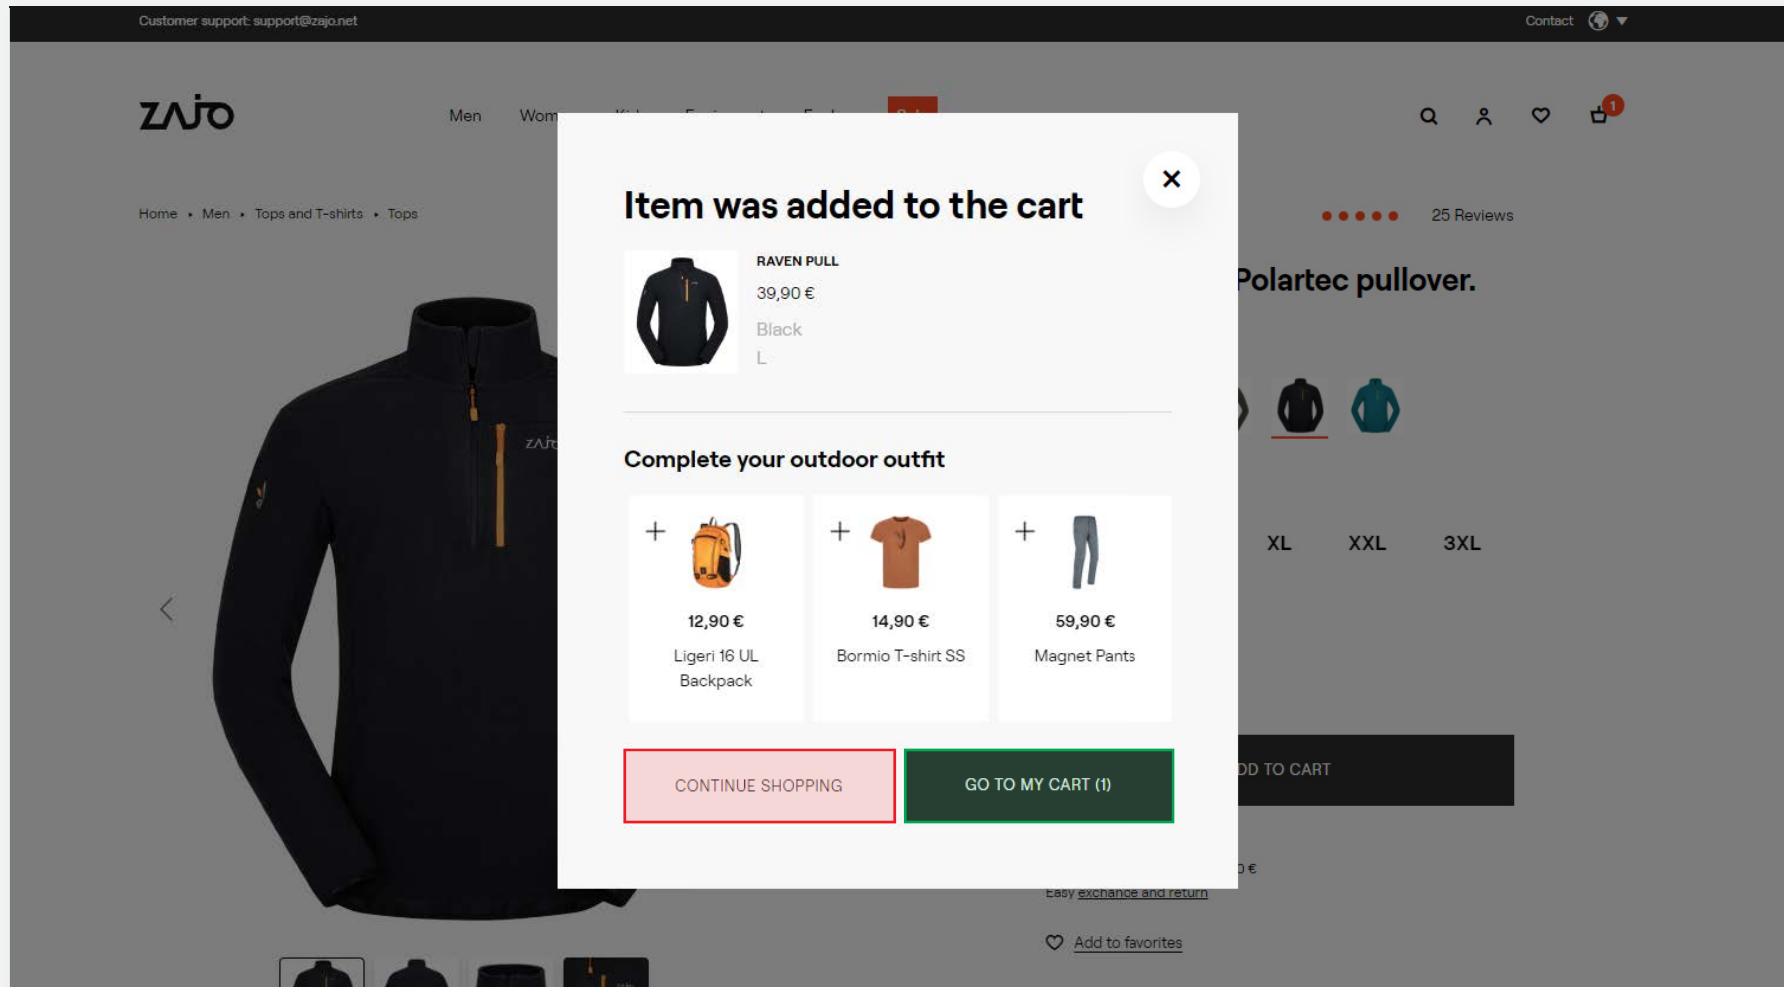 Customer support: support@zajo.net
Contact
ZAJO
Men
1
Item was added to the cart
Home
Men
Tops and T-shirts
Tops
25 Reviews
RAVEN PULL
39,90 €
Black
L
Polartec pullover.
ZAJO
Complete your outdoor outfit
XL XXL 3XL
12,90 €
Ligeri 16 UL
Backpack
14,90 €
Bormio T-shirt SS
59,90 €
Magnet Pants
CONTINUE SHOPPING
GO TO MY CART (1)
TO CART
€
Easy exchange and return
Add to favorites